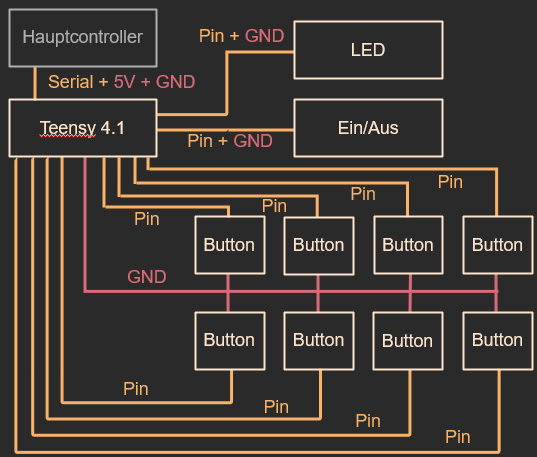 Hauptcontroller
Pin + GND
LED
Serial + 5V + GND
Teensy 4.1
Ein/Aus
Pin + GND
Pin
Pin
Pin
Pin
Button
Button
Button
Button
GND
Button
Button
Button
Button
Pin
Pin
Pin
Pin